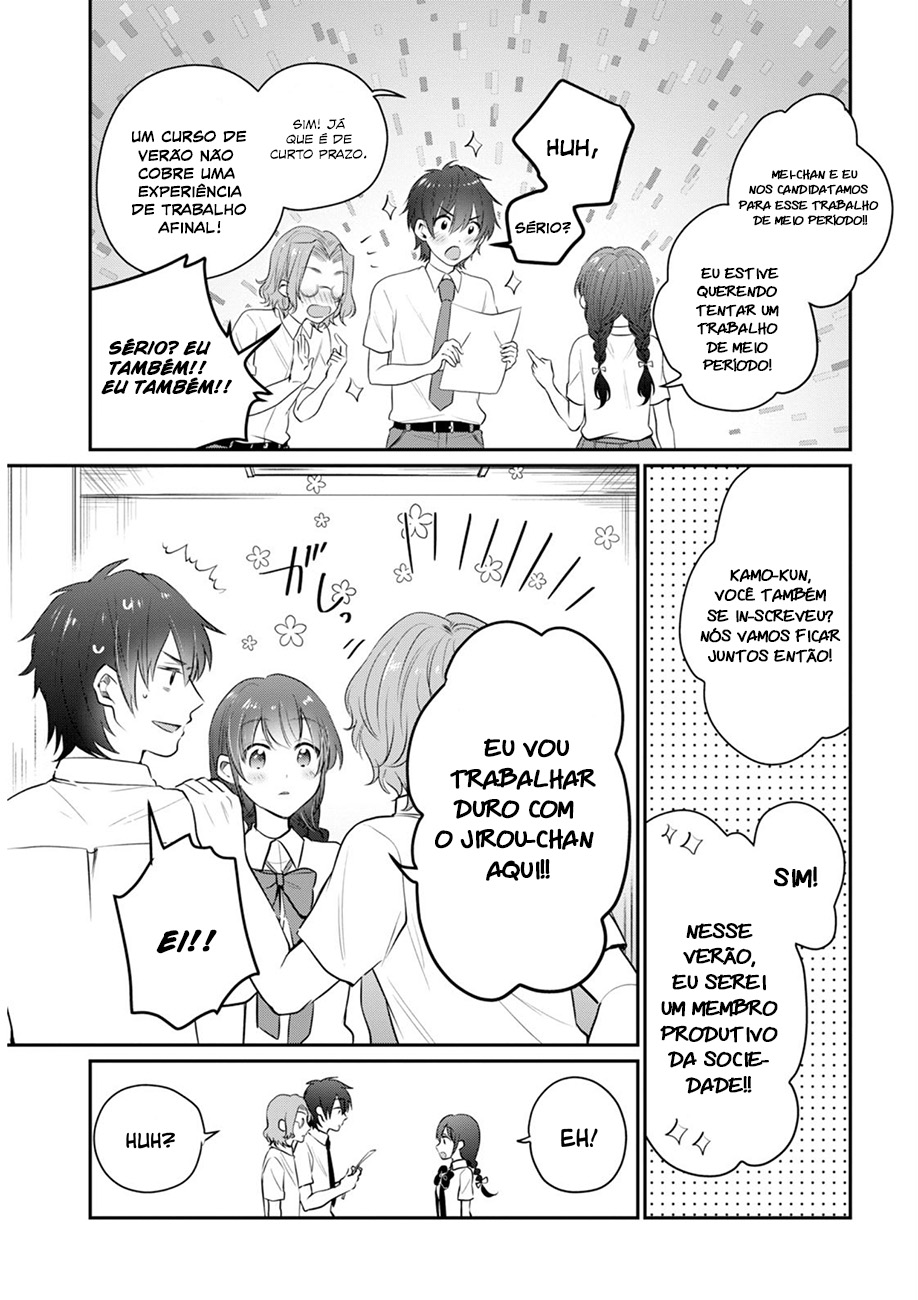 MEI-CHAN E EU
NOS CANDIDATAMOS
PARA ESSE TRABALHO
DE MEIO PERÍODO!!
EU ESTIVE
QUERENDO
TENTAR UM
TRABALHO
DE MEIO
PERÍODO!
HUH,
SÉRIO?
SIM! JÁ
QUE É DE
CURTO PRAZO.
UM CURSO DE
VERÃO NÃO
COBRE UMA
EXPERIÊNCIA
DE TRABALHO
AFINAL!
SÉRIO? EU
TAMBÉM!!
EU TAMBÉM!!
KAMO-KUN,
VOCÊ TAMBÉM
SE IN-SCREVEU?
NÓS VAMOS FICAR
JUNTOS ENTÃO!
SIM!
NESSE
VERÃO,
EU SEREI
UM MEMBRO
PRODUTIVO
DA SOCIE-
DADE!!
ガシッ
EU VOU
TRABALHAR
DURO COM
O JIROU-CHAN
AQUI!!
EI!!
EH!
HUH?